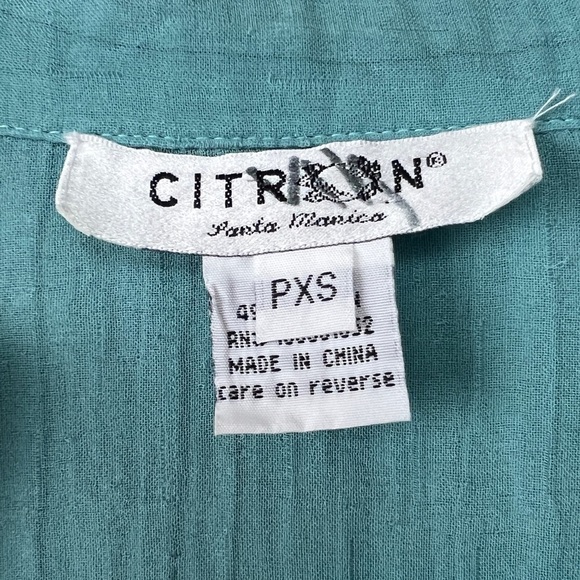 CITRON®
Santa Monica
PXS
MADE IN CHINA
care on reverse